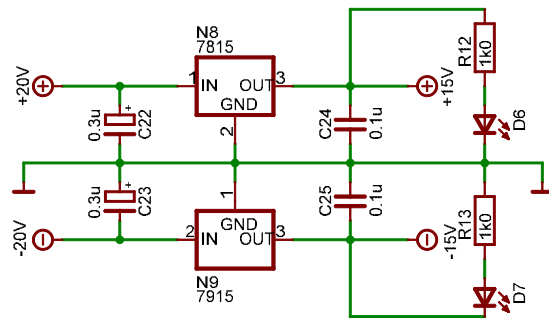 N8
7815
+20V
1
IN
OUT
3
GND
2
0.3u
+
C22
C24
0.1u
+15V
R12
1k0
D6
0.3u
+
C23
C25
0.1u
-20V
1
GND
2
IN
OUT
3
N9
7915
-15V
R13
1k0
D7